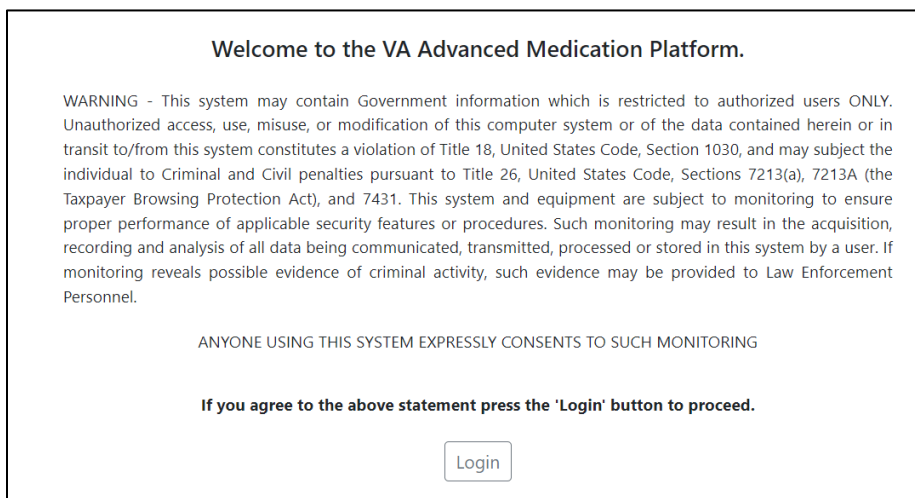 Welcome to the VA Advanced Medication Platform.
WARNING - This system may contain Government information which is restricted to authorized users ONLY.
Unauthorized access, use, misuse, or modification of this computer system or of the data contained herein or in
transit to/from this system constitutes a violation of Title 18, United States Code, Section 1030, and may subject the
individual to Criminal and Civil penalties pursuant to Title 26, United States Code, Sections 7213(a), 7213A (the
Taxpayer Browsing Protection Act), and 7431. This system and equipment are subject to monitoring to ensure
proper performance of applicable security features or procedures. Such monitoring may result in the acquisition,
recording and analysis of all data being communicated, transmitted, processed or stored in this system by a user. If
monitoring reveals possible evidence of criminal activity, such evidence may be provided to Law Enforcement
Personnel.
ANYONE USING THIS SYSTEM EXPRESSLY CONSENTS TO SUCH MONITORING
If you agree to the above statement press the 'Login' button to proceed.
Login